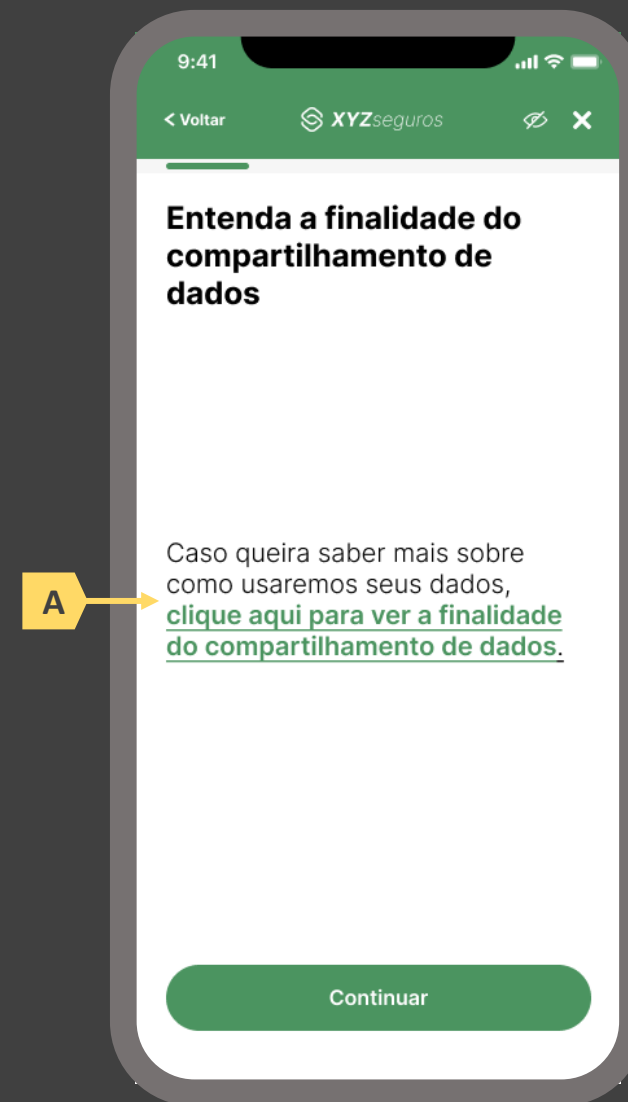 9:41
< Voltar
XYZseguros
Entenda a finalidade do
compartilhamento de
dados
Caso queira saber mais sobre
como usaremos seus dados,
A
clique aqui para ver a finalidade
do compartilhamento de dados.
Continuar